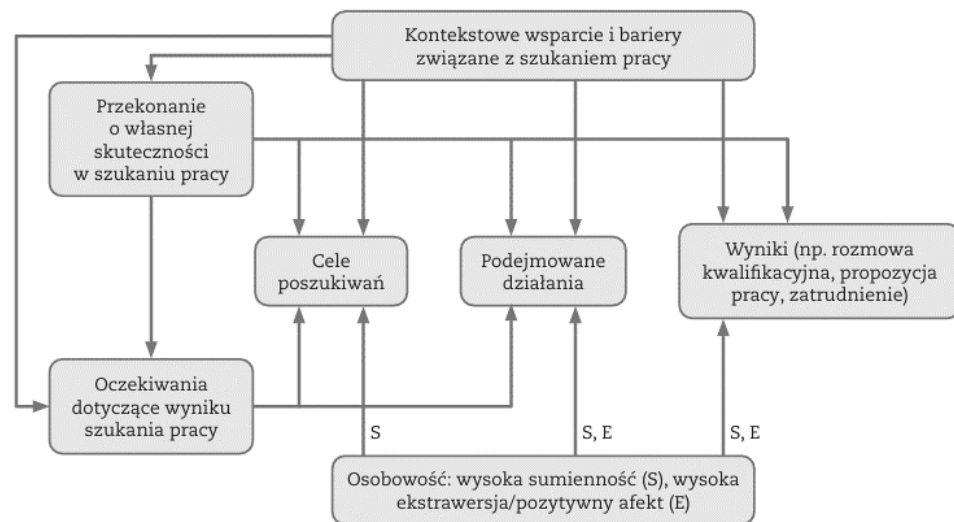 Kontekstowe wsparcie i bariery
związane z szukaniem pracy
Przekonanie
o własnej
skuteczności
w szukaniu pracy
Cele
poszukiwań
Podejmowane
działania
Wyniki (np. rozmowa
kwalifikacyjna, propozycja
pracy, zatrudnienie)
Oczekiwania
dotyczące wyniku
szukania pracy
S
S, E
S, E
Osobowość: wysoka sumienność (S), wysoka
ekstrawersja/pozytywny afekt (E)